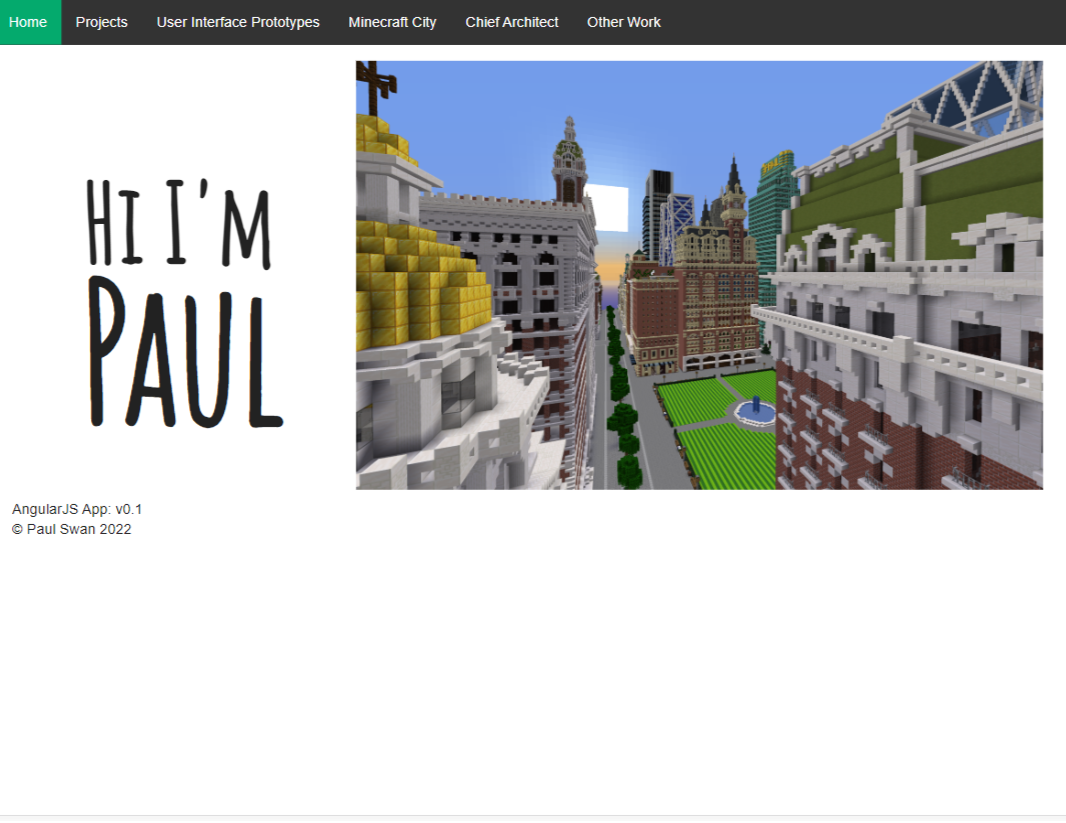 Home Projects User Interface Prototypes Minecraft City Chief Architect Other Work
Hi I'm
Paul
AngularJS App: v0.1
© Paul Swan 2022